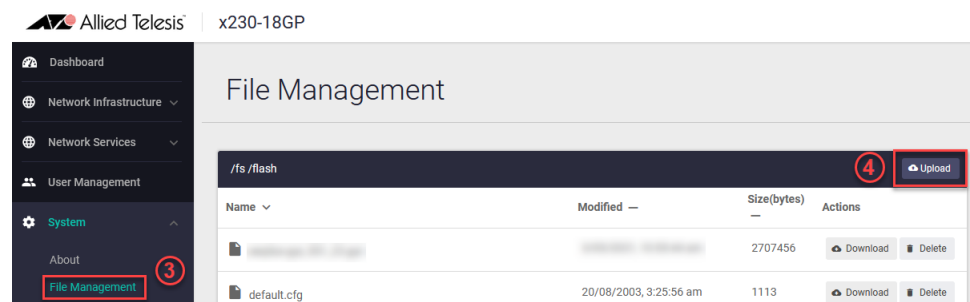 Allied Telesis x230-18GP
Dashboard
Network Infrastructure
Network Services
User Management
System
About
③
File Management
File Management
/fs /flash ④ Upload
Name Modified Size(bytes) Actions
2707456 Download Delete
default.cfg 20/08/2003, 3:25:56 am 1113 Download Delete